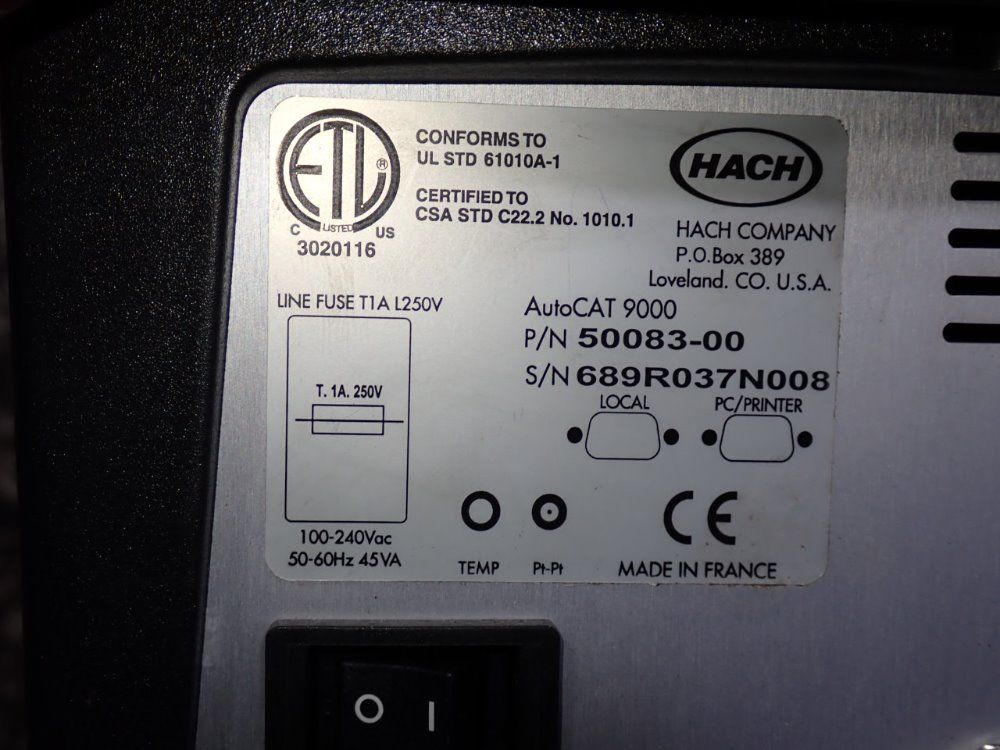 ETL®
C LISTED US
3020116
CONFORMS TO
UL STD 61010A-1
CERTIFIED TO
CSA STD C22.2 No. 1010.1
HACH
HACH COMPANY
P.O.Box 389
Loveland. CO. U.S.A.
LINE FUSE T1A L250V
T. 1A. 250V
100-240Vac
50-60Hz 45VA
AutoCAT 9000
P/N 50083-00
S/N 689R037N008
LOCAL PC/PRINTER
TEMP Pt-Pt
CE
MADE IN FRANCE
O I